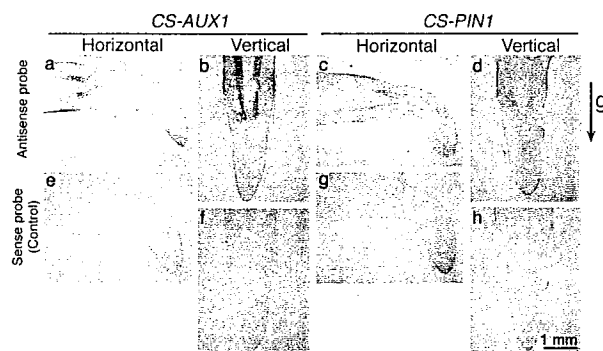 CS-AUX1 CS-PIN1
Horizontal Vertical Horizontal Vertical
Antisense probe
a b c d
g
Sense probe
(Control)
e f g h
1 mm